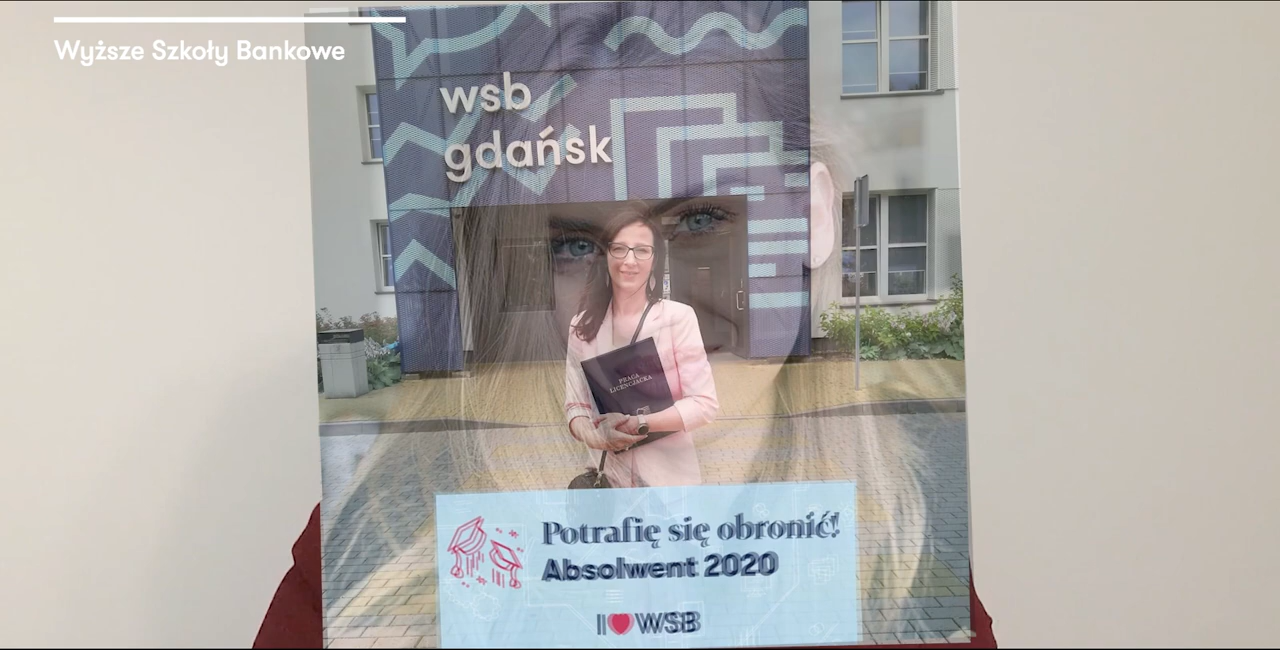 Wyższe Szkoły Bankowe
wsb
gdańsk
PRACA
LICENCJACKA
Potrafię się obronić!
Absolwent 2020
I ❤ WSB